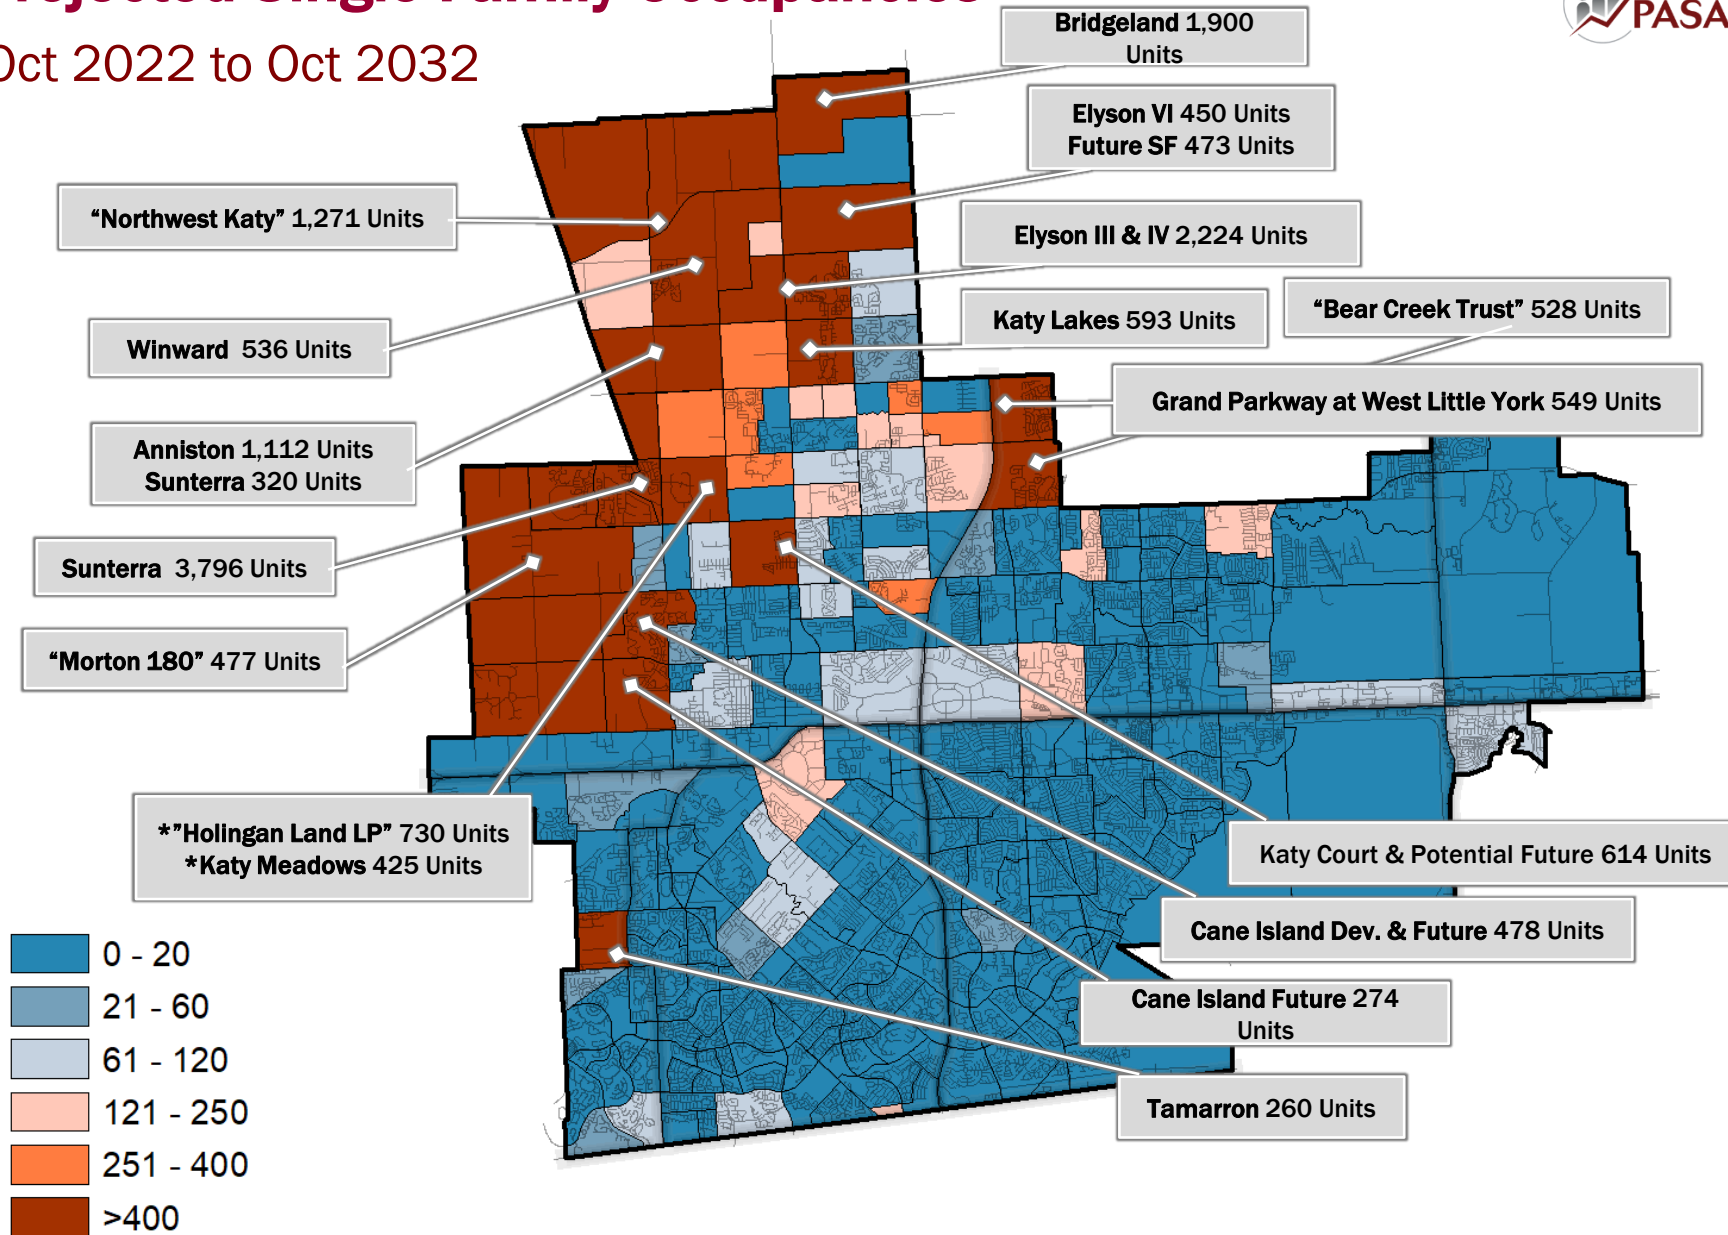 Projected Single Family Occupancies
Oct 2022 to Oct 2032
PASA
Bridgeland 1,900
Units
Elyson VI 450 Units
Future SF 473 Units
“Northwest Katy” 1,271 Units
Elyson III & IV 2,224 Units
“Bear Creek Trust” 528 Units
Katy Lakes 593 Units
Winward 536 Units
Grand Parkway at West Little York 549 Units
Anniston 1,112 Units
Sunterra 320 Units
Sunterra 3,796 Units
“Morton 180” 477 Units
*”Holingan Land LP” 730 Units
*Katy Meadows 425 Units
Katy Court & Potential Future 614 Units
Cane Island Dev. & Future 478 Units
Cane Island Future 274
Units
Tamarron 260 Units
0 - 20
21 - 60
61 - 120
121 - 250
251 - 400
>400